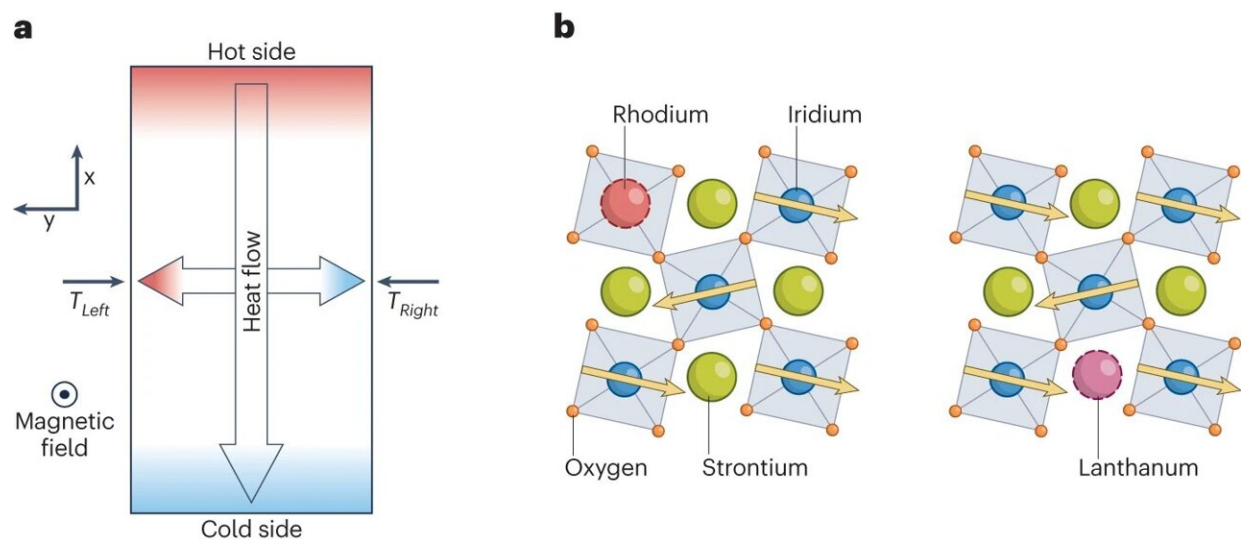 a
Hot side
x
y
Heat flow
T_Left
T_Right
Magnetic
field
Cold side
b
Rhodium
Iridium
Oxygen
Strontium
Lanthanum